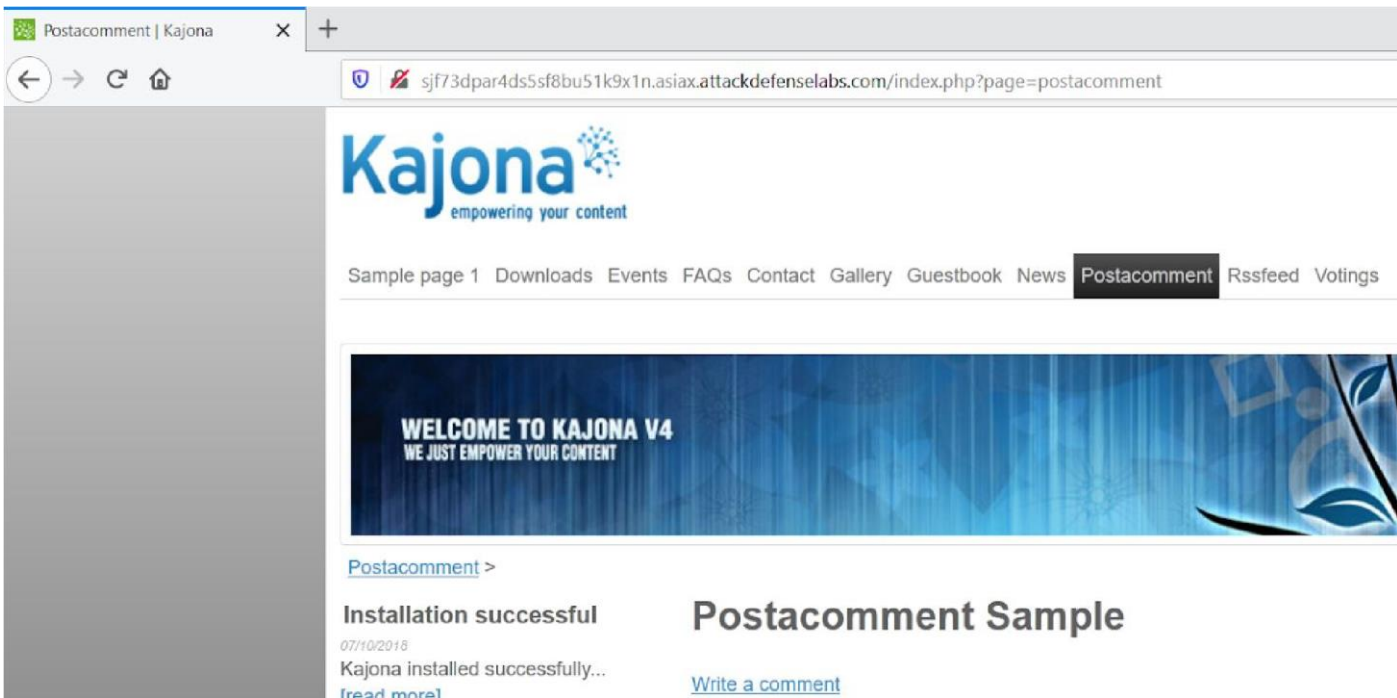 Postacomment | Kajona
sjf73dpar4ds5sf8bu51k9x1n.asiax.attackdefenselabs.com/index.php?page=postacomment
Kajona
empowering your content
Sample page 1 Downloads Events FAQs Contact Gallery Guestbook News Postacomment Rssfeed Votings
WELCOME TO KAJONA V4
WE JUST EMPOWER YOUR CONTENT
Postacomment >
Installation successful
07/10/2018
Kajona installed successfully...
[read more]
Postacomment Sample
Write a comment